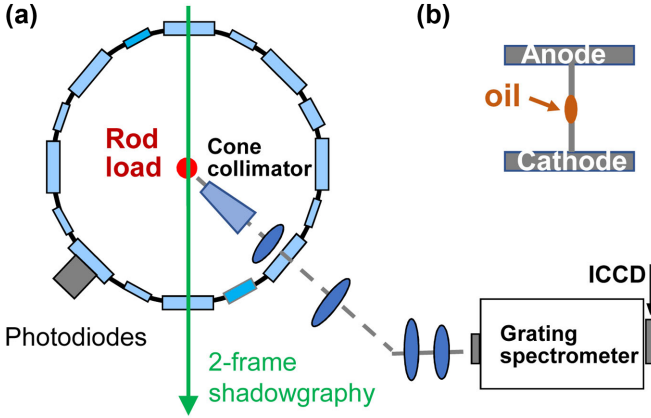 (a)
Rod
load
Cone
collimator
Photodiodes
2-frame
shadowgraphy
(b)
Anode
oil
Cathode
ICCD
Grating
spectrometer